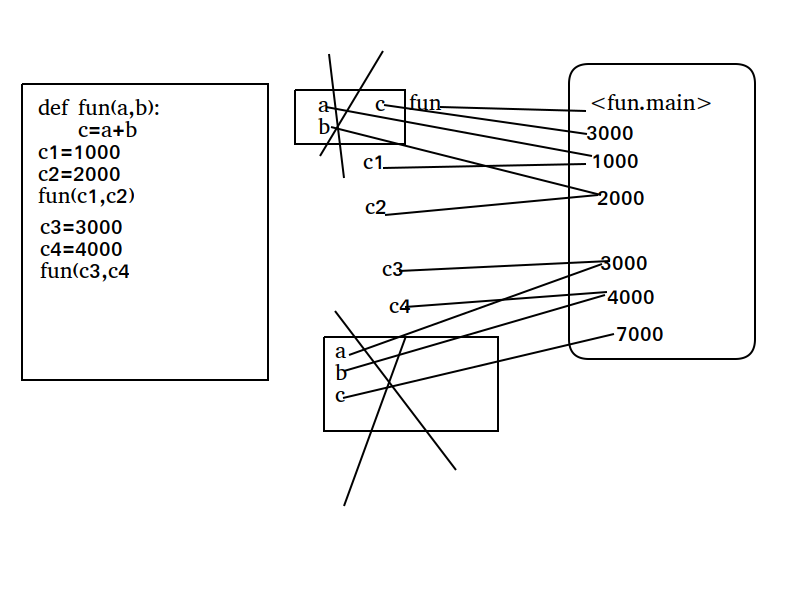 def fun(a,b):
c=a+b
c1=1000
c2=2000
fun(c1,c2)
c3=3000
c4=4000
fun(c3,c4
a c fun
b
c1
c2
c3
c4
a
b
c
<fun.main>
3000
1000
2000
3000
4000
7000